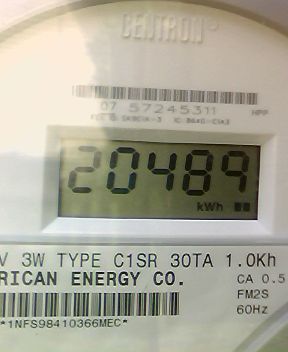 CENTRON®
07 57245311 HPP
20489
kWh
V 3W TYPE C1SR 30TA 1.0Kh
RICAN ENERGY CO.
CA 0.5
FM2S
60Hz
*1NFS98410366MEC*